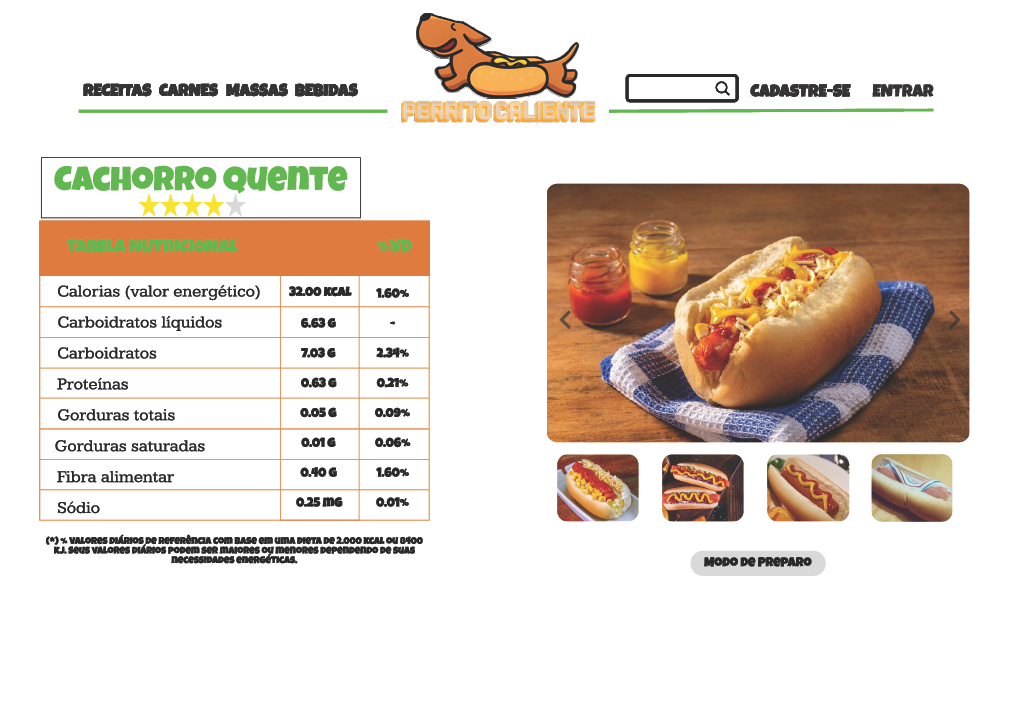 RECEITAS CARNES MASSAS BEBIDAS
PERRITO CALIENTE
CADASTRE-SE ENTRAR
CACHORRO QUENTE
TABELA NUTRICIONAL %VD
Calorias (valor energético) 32.00 KCAL 1.60%
Carboidratos líquidos 6.63 G -
Carboidratos 7.03 G 2.34%
Proteínas 0.63 G 0.21%
Gorduras totais 0.05 G 0.09%
Gorduras saturadas 0.01 G 0.06%
Fibra alimentar 0.40 G 1.60%
Sódio 0.25 mG 0.01%
(*) % VALORES DIÁRIOS DE REFERÊNCIA COM BASE EM UMA DIETA DE 2.000 KCAL OU 8400
KJ. SEUS VALORES DIÁRIOS PODEM SER MAIORES OU MENORES DEPENDENDO DE SUAS
NECESSIDADES ENERGÉTICAS.
MODO DE PREPARO